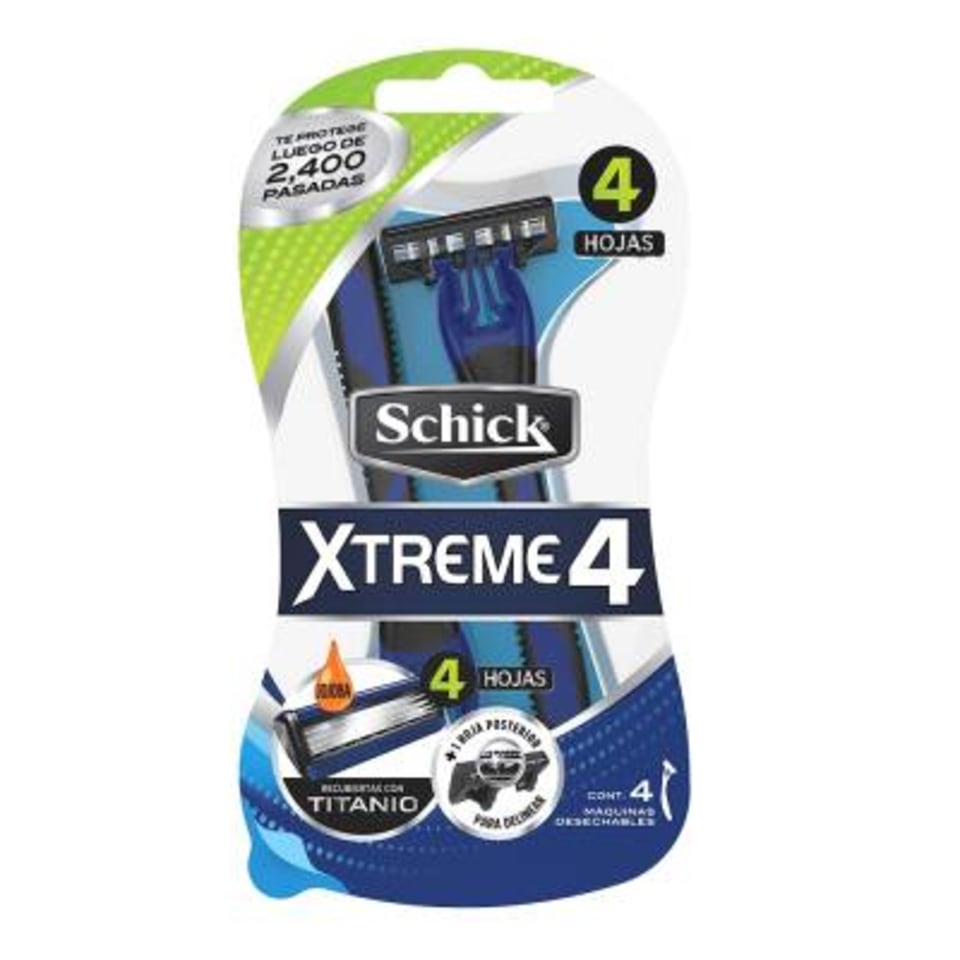 TE PROTEGE
LUEGO DE
2,400
PASADAS
4
HOJAS
Schick®
XTREME 4
JOJOBA
4 HOJAS
RECUBIERTAS CON
TITANIO
+1 HOJA POSTERIOR
PARA DELINEAR
CONT. 4
MÁQUINAS
DESECHABLES